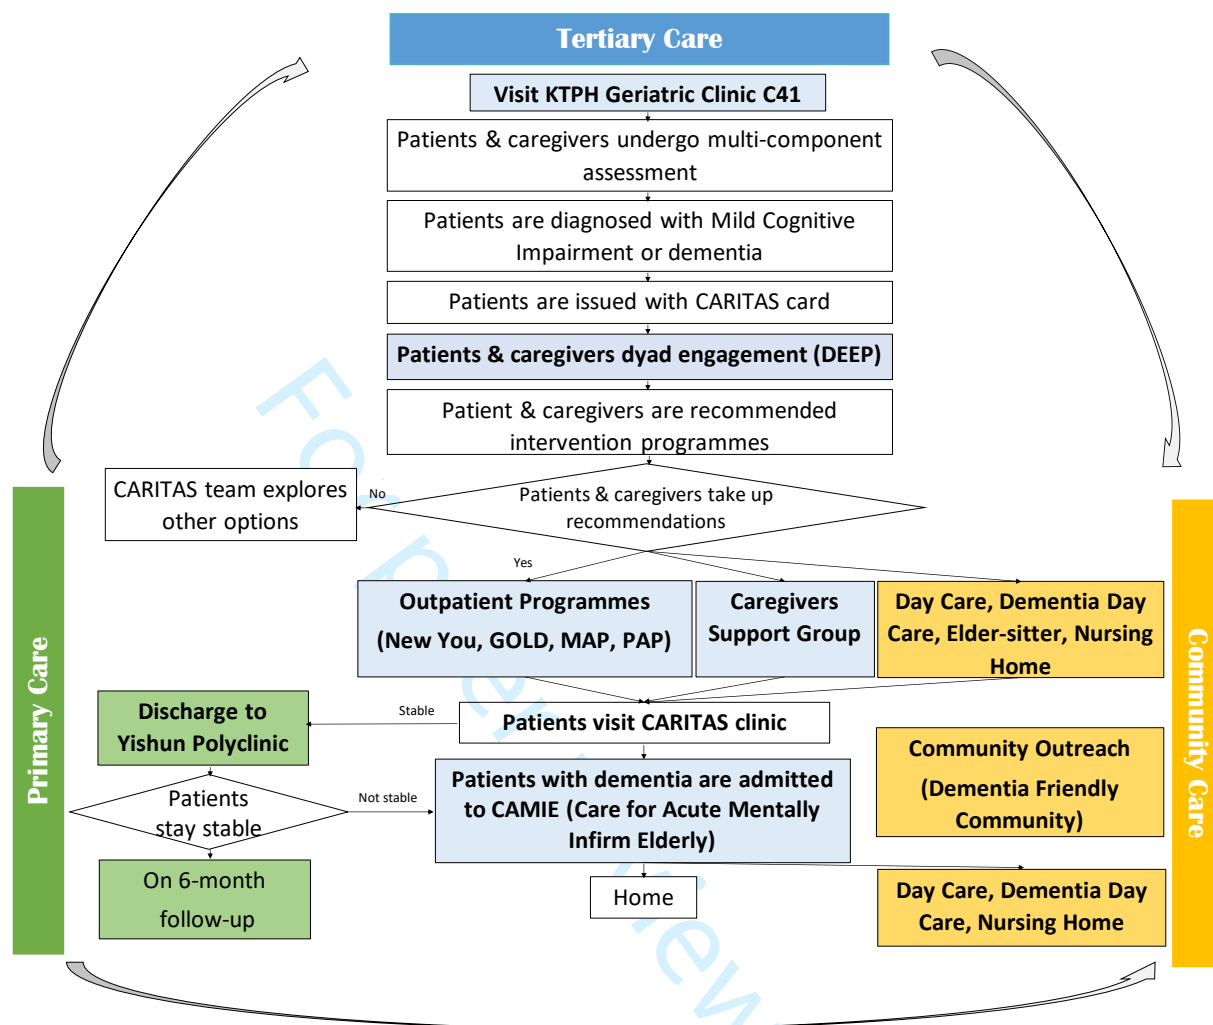 Tertiary Care
Visit KTPH Geriatric Clinic C41
Patients & caregivers undergo multi-component
assessment
Patients are diagnosed with Mild Cognitive
Impairment or dementia
Patients are issued with CARITAS card
Patients & caregivers dyad engagement (DEEP)
Patient & caregivers are recommended
intervention programmes
CARITAS team explores
other options
No
Patients & caregivers take up
recommendations
Yes
Outpatient Programmes
(New You, GOLD, MAP, PAP)
Caregivers
Support Group
Day Care, Dementia Day
Care, Elder-sitter, Nursing
Home
Primary Care
Community Care
Discharge to
Yishun Polyclinic
Stable
Patients visit CARITAS clinic
Community Outreach
(Dementia Friendly
Community)
Patients
stay stable
Not stable
Patients with dementia are admitted
to CAMIE (Care for Acute Mentally
Infirm Elderly)
On 6-month
follow-up
Home
Day Care, Dementia Day
Care, Nursing Home
For peer review